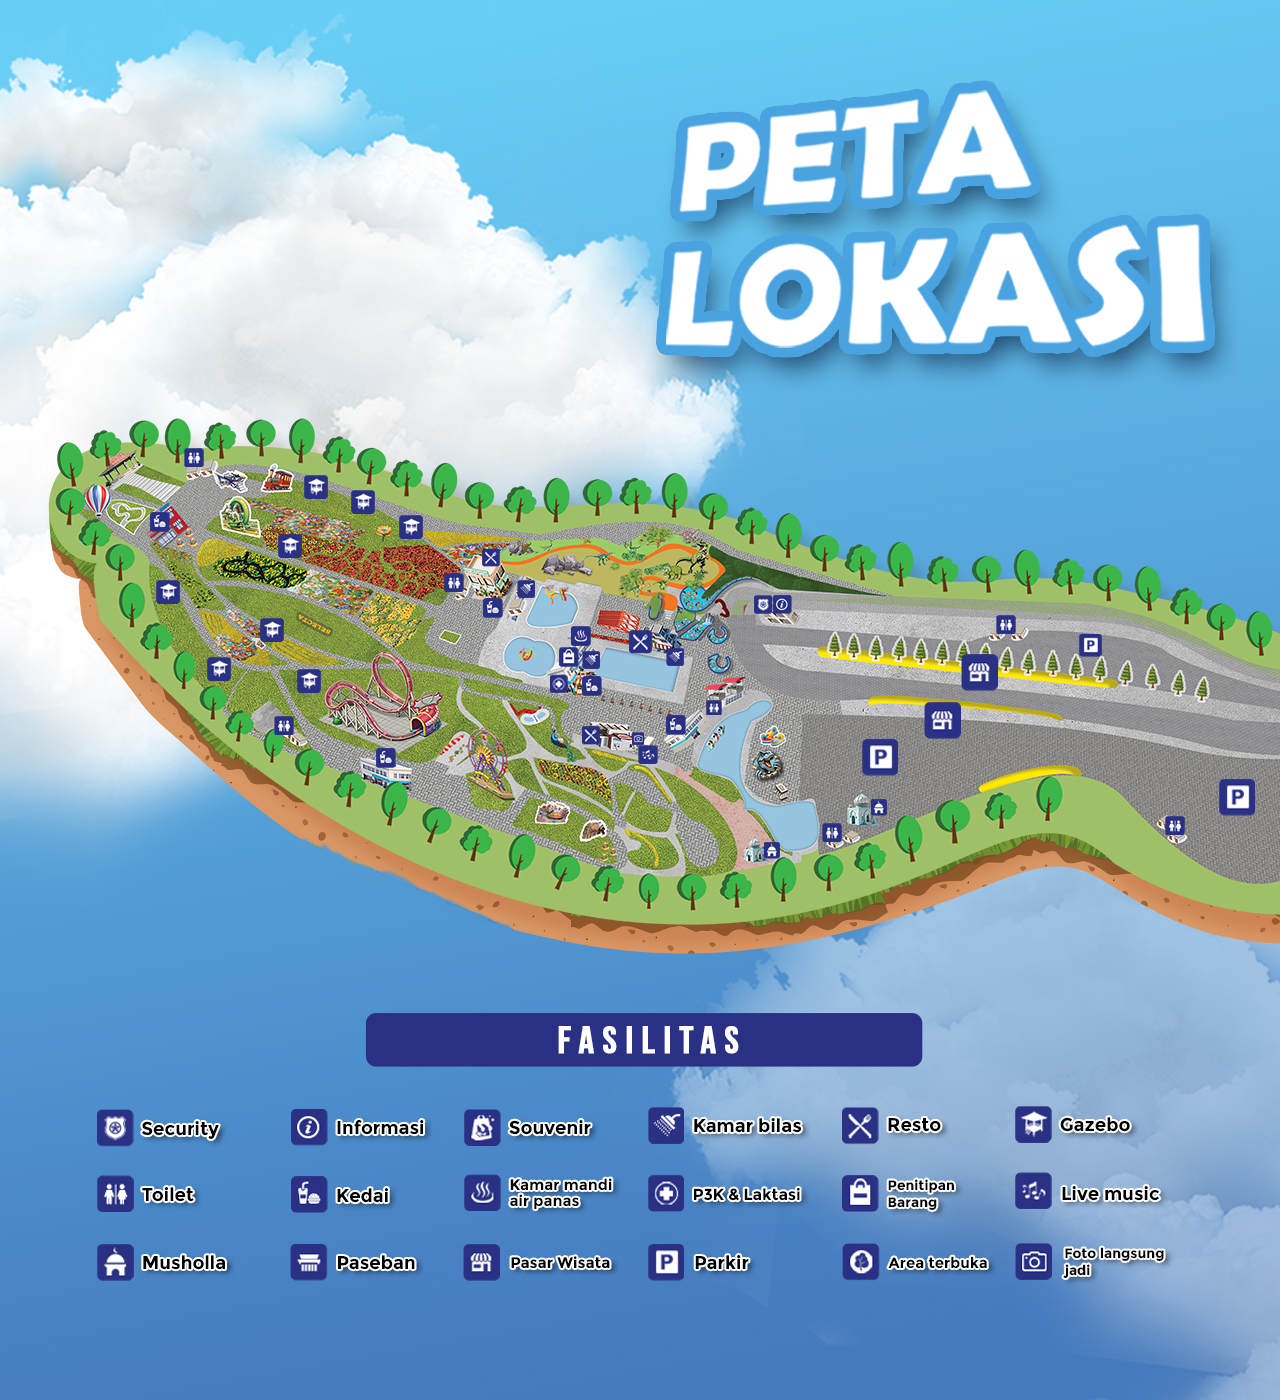 PETA
LOKASI
SELECTA
P
P
P
FASILITAS
Security
Informasi
Souvenir
Kamar bilas
Resto
Gazebo
Toilet
Kedai
Kamar mandi
air panas
P3K & Laktasi
Penitipan
Barang
Live music
Musholla
Paseban
Pasar Wisata
P
Parkir
Area terbuka
Foto langsung
jadi